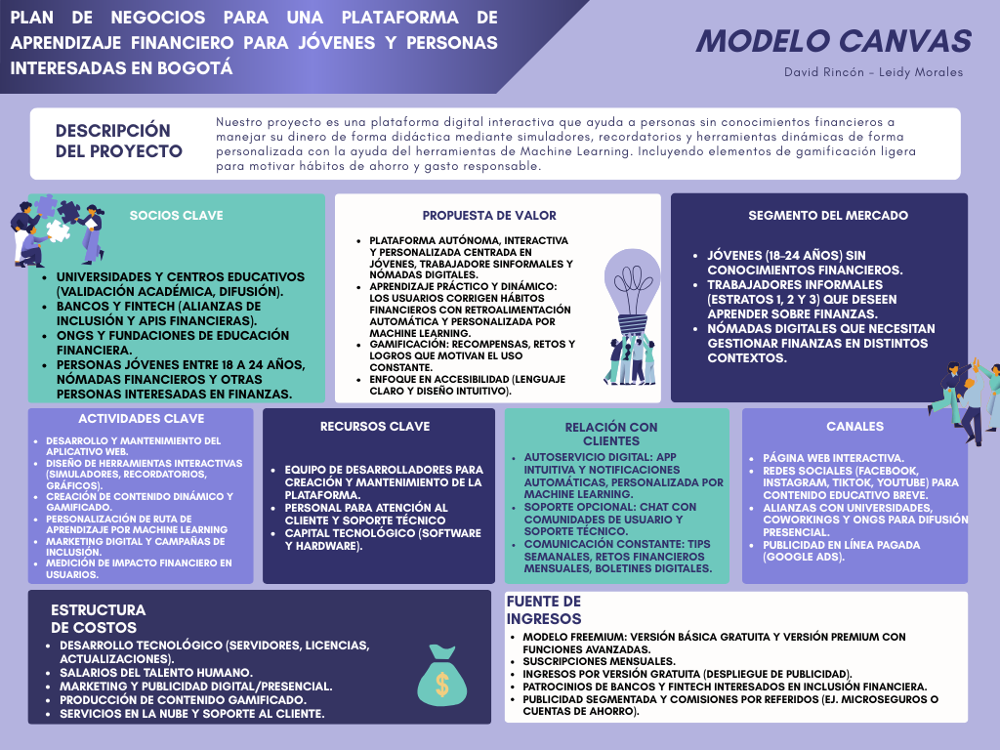 PLAN DE NEGOCIOS PARA UNA PLATAFORMA DE
APRENDIZAJE FINANCIERO PARA JÓVENES Y PERSONAS
INTERESADAS EN BOGOTÁ
MODELO CANVAS
David Rincón - Leidy Morales
DESCRIPCIÓN
DEL PROYECTO
Nuestro proyecto es una plataforma digital interactiva que ayuda a personas sin conocimientos financieros a
manejar su dinero de forma didáctica mediante simuladores, recordatorios y herramientas dinámicas de forma
personalizada con la ayuda del herramientas de Machine Learning. Incluyendo elementos de gamificación ligera
para motivar hábitos de ahorro y gasto responsable.
SOCIOS CLAVE
• UNIVERSIDADES Y CENTROS EDUCATIVOS
(VALIDACIÓN ACADÉMICA, DIFUSIÓN).
• BANCOS Y FINTECH (ALIANZAS DE
INCLUSIÓN Y APIS FINANCIERAS).
• ONGS Y FUNDACIONES DE EDUCACIÓN
FINANCIERA.
• PERSONAS JÓVENES ENTRE 18 A 24 AÑOS,
NÓMADAS FINANCIEROS Y OTRAS
PERSONAS INTERESADAS EN FINANZAS.
PROPUESTA DE VALOR
• PLATAFORMA AUTÓNOMA, INTERACTIVA
Y PERSONALIZADA CENTRADA EN
JÓVENES, TRABAJADORE SINFORMALES Y
NÓMADAS DIGITALES.
• APRENDIZAJE PRÁCTICO Y DINÁMICO:
LOS USUARIOS CORRIGEN HÁBITOS
FINANCIEROS CON RETROALIMENTACIÓN
AUTOMÁTICA Y PERSONALIZADA POR
MACHINE LEARNING.
• GAMIFICACIÓN: RECOMPENSAS, RETOS Y
LOGROS QUE MOTIVAN EL USO
CONSTANTE.
• ENFOQUE EN ACCESIBILIDAD (LENGUAJE
CLARO Y DISEÑO INTUITIVO).
SEGMENTO DEL MERCADO
• JÓVENES (18–24 AÑOS) SIN
CONOCIMIENTOS FINANCIEROS.
• TRABAJADORES INFORMALES
(ESTRATOS 1, 2 Y 3) QUE DESEEN
APRENDER SOBRE FINANZAS.
• NÓMADAS DIGITALES QUE NECESITAN
GESTIONAR FINANZAS EN DISTINTOS
CONTEXTOS.
ACTIVIDADES CLAVE
• DESARROLLO Y MANTENIMIENTO DEL
APLICATIVO WEB.
• DISEÑO DE HERRAMIENTAS INTERACTIVAS
(SIMULADORES, RECORDATORIOS,
GRÁFICOS).
• CREACIÓN DE CONTENIDO DINÁMICO Y
GAMIFICADO.
• PERSONALIZACIÓN DE RUTA DE
APRENDIZAJE POR MACHINE LEARNING
• MARKETING DIGITAL Y CAMPAÑAS DE
INCLUSIÓN.
• MEDICIÓN DE IMPACTO FINANCIERO EN
USUARIOS.
RECURSOS CLAVE
• EQUIPO DE DESARROLLADORES PARA
CREACIÓN Y MANTENIMIENTO DE LA
PLATAFORMA.
• PERSONAL PARA ATENCIÓN AL
CLIENTE Y SOPORTE TÉCNICO
• CAPITAL TECNOLÓGICO (SOFTWARE
Y HARDWARE).
RELACIÓN CON
CLIENTES
• AUTOSERVICIO DIGITAL: APP
INTUITIVA Y NOTIFICACIONES
AUTOMÁTICAS, PERSONALIZADA POR
MACHINE LEARNING.
• SOPORTE OPCIONAL: CHAT CON
COMUNIDADES DE USUARIO Y
SOPORTE TÉCNICO.
• COMUNICACIÓN CONSTANTE: TIPS
SEMANALES, RETOS FINANCIEROS
MENSUALES, BOLETINES DIGITALES.
CANALES
• PÁGINA WEB INTERACTIVA.
• REDES SOCIALES (FACEBOOK,
INSTAGRAM, TIKTOK, YOUTUBE) PARA
CONTENIDO EDUCATIVO BREVE.
• ALIANZAS CON UNIVERSIDADES,
COWORKINGS Y ONGS PARA DIFUSIÓN
PRESENCIAL.
• PUBLICIDAD EN LÍNEA PAGADA
(GOOGLE ADS).
ESTRUCTURA
DE COSTOS
• DESARROLLO TECNOLÓGICO (SERVIDORES, LICENCIAS,
ACTUALIZACIONES).
• SALARIOS DEL TALENTO HUMANO.
• MARKETING Y PUBLICIDAD DIGITAL/PRESENCIAL.
• PRODUCCIÓN DE CONTENIDO GAMIFICADO.
• SERVICIOS EN LA NUBE Y SOPORTE AL CLIENTE.
$
FUENTE DE
INGRESOS
• MODELO FREEMIUM: VERSIÓN BÁSICA GRATUITA Y VERSIÓN PREMIUM CON
FUNCIONES AVANZADAS.
• SUSCRIPCIONES MENSUALES.
• INGRESOS POR VERSIÓN GRATUITA (DESPLIEGUE DE PUBLICIDAD).
• PATROCINIOS DE BANCOS Y FINTECH INTERESADOS EN INCLUSIÓN FINANCIERA.
• PUBLICIDAD SEGMENTADA Y COMISIONES POR REFERIDOS (EJ. MICROSEGUROS O
CUENTAS DE AHORRO).